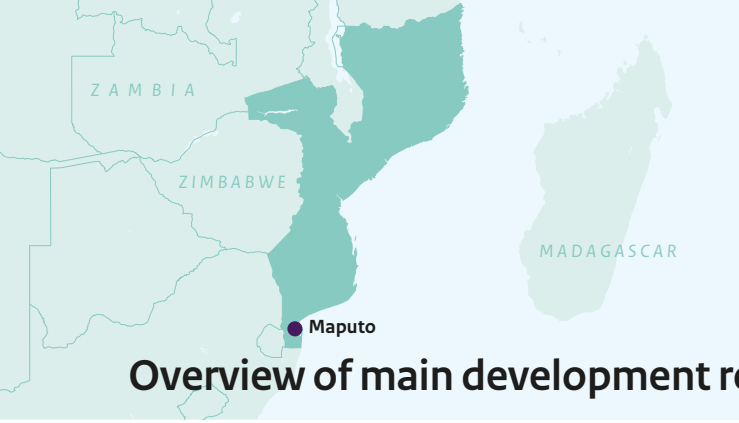 ZAMBIA
ZIMBABWE
MADAGASCAR
Maputo
Overview of main development